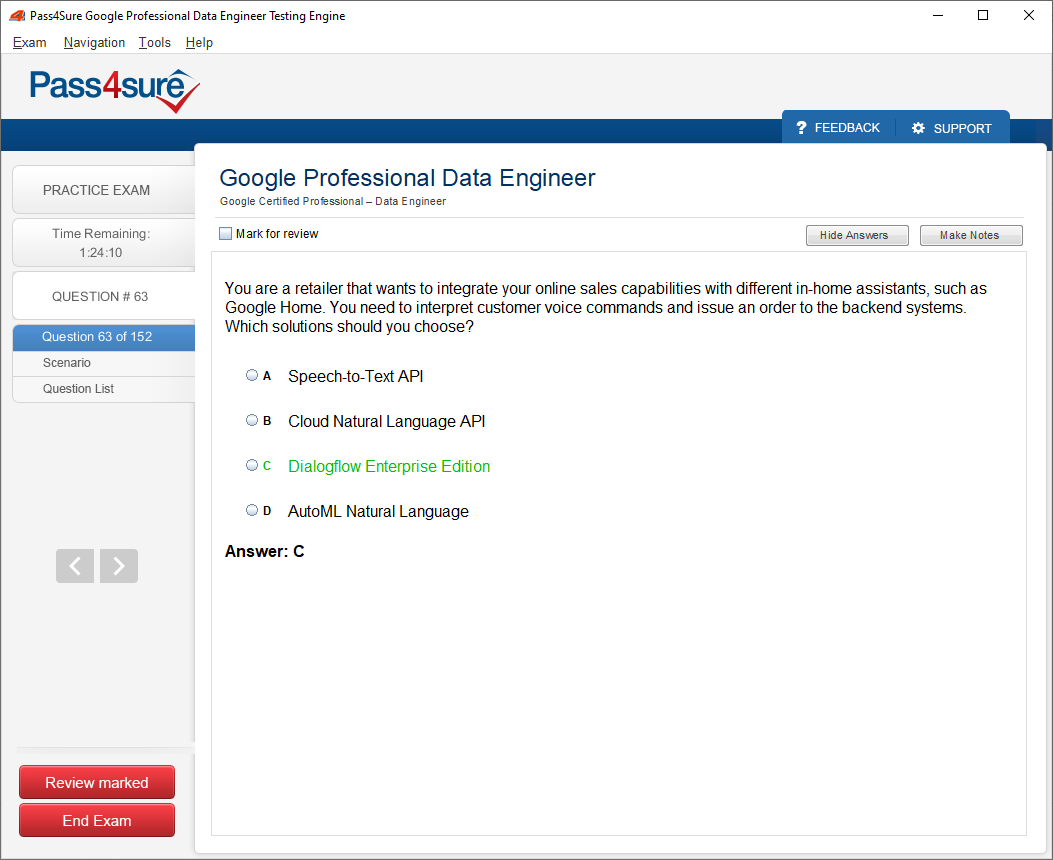 Pass4Sure Google Professional Data Engineer Testing Engine
Exam Navigation Tools Help
Pass4sure
? FEEDBACK SUPPORT
PRACTICE EXAM
Time Remaining:
1:24:10
QUESTION # 63
Question 63 of 152
Scenario
Question List
Review marked
End Exam
Google Professional Data Engineer
Google Certified Professional – Data Engineer
Mark for review
Hide Answers Make Notes
You are a retailer that wants to integrate your online sales capabilities with different in-home assistants, such as
Google Home. You need to interpret customer voice commands and issue an order to the backend systems.
Which solutions should you choose?
A Speech-to-Text API
B Cloud Natural Language API
C Dialogflow Enterprise Edition
D AutoML Natural Language
Answer: C